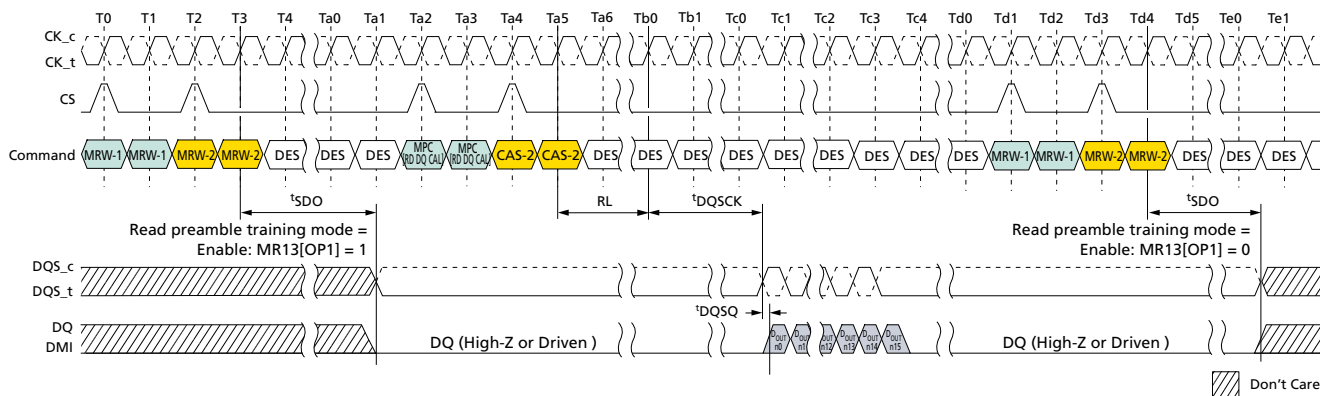 T0 T1 T2 T3 T4 Ta0 Ta1 Ta2 Ta3 Ta4 Ta5 Ta6 Tb0 Tb1 Tc0 Tc1 Tc2 Tc3 Tc4 Td0 Td1 Td2 Td3 Td4 Td5 Te0 Te1
CK_c
CK_t
CS
Command MRW-1 MRW-1 MRW-2 MRW-2 DES DES DES MPC (RD DQ CAL) MPC (RD DQ CAL) CAS-2 CAS-2 DES DES DES DES DES DES DES DES DES MRW-1 MRW-1 MRW-2 MRW-2 DES DES DES
tSDO RL tDQSCK tSDO
Read preamble training mode =
Enable: MR13[OP1] = 1
Read preamble training mode =
Enable: MR13[OP1] = 0
DQS_c
DQS_t
tDQSQ
DQ
DMI
DQ (High-Z or Driven )
DOUT n0 DOUT n1 DOUT n12 DOUT n13 DOUT n14 DOUT n15
DQ (High-Z or Driven )
Don't Care